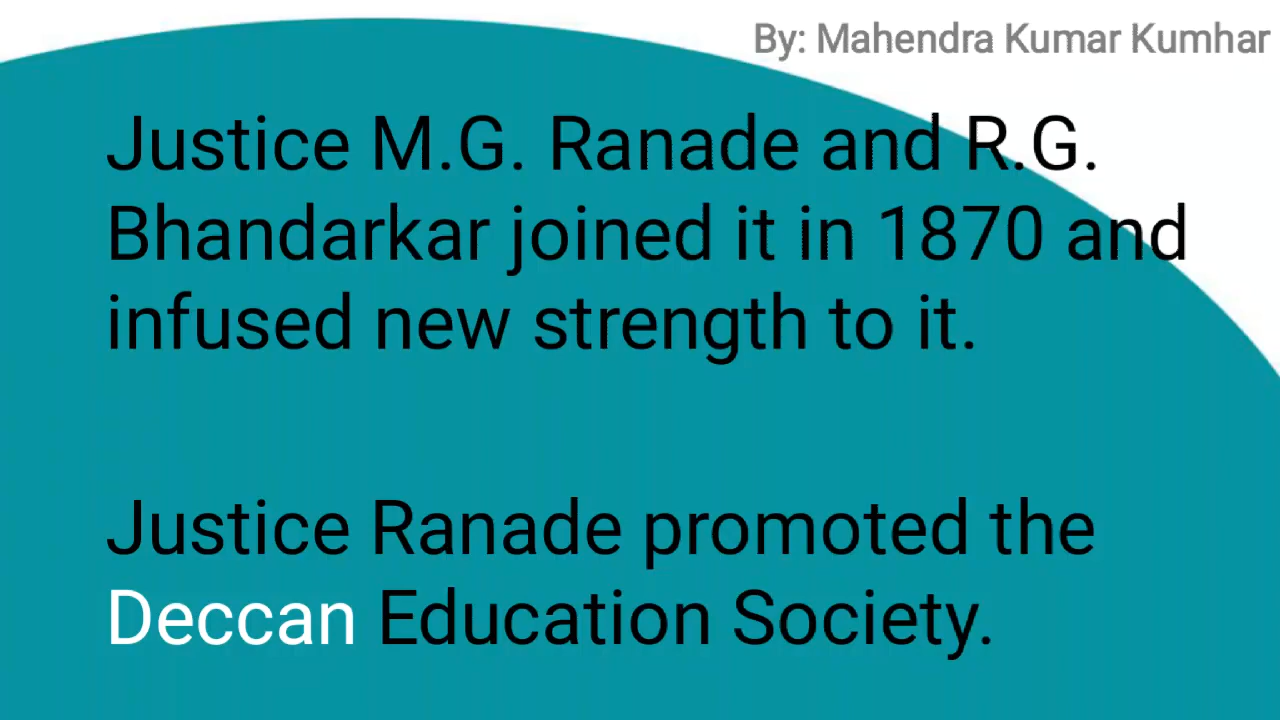 By: Mahendra Kumar Kumhar
Justice M.G. Ranade and R.G.
Bhandarkar joined it in 1870 and
infused new strength to it.
Justice Ranade promoted the
Deccan Education Society.